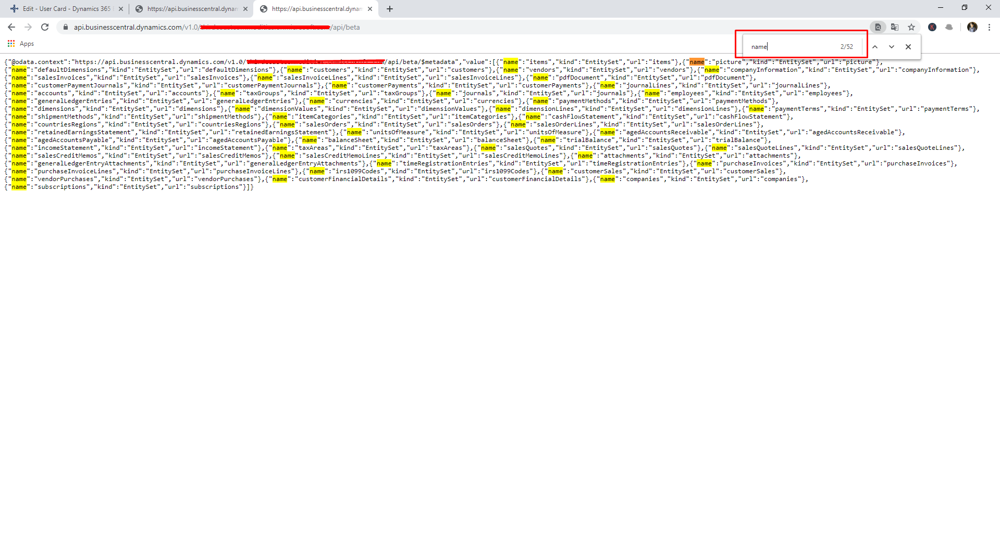 Edit - User Card - Dynamics 365
https://api.businesscentral.dynam
https://api.businesscentral.dynam
api.businesscentral.dynamics.com/v1.0/ /api/beta
Apps
name 2/52
K
{"@odata.context":"https://api.businesscentral.dynamics.com/v1.0/ /api/beta/$metadata","value":[{"name":"items","kind":"EntitySet","url":"items"},{"name":"picture","kind":"EntitySet","url":"picture"},
{"name":"defaultDimensions","kind":"EntitySet","url":"defaultDimensions"},{"name":"customers","kind":"EntitySet","url":"customers"},{"name":"vendors","kind":"EntitySet","url":"vendors"},{"name":"companyInformation","kind":"EntitySet","url":"companyInformation"},
{"name":"salesInvoices","kind":"EntitySet","url":"salesInvoices"},{"name":"salesInvoiceLines","kind":"EntitySet","url":"salesInvoiceLines"},{"name":"pdfDocument","kind":"EntitySet","url":"pdfDocument"},
{"name":"customerPaymentJournals","kind":"EntitySet","url":"customerPaymentJournals"},{"name":"customerPayments","kind":"EntitySet","url":"customerPayments"},{"name":"journalLines","kind":"EntitySet","url":"journalLines"},
{"name":"accounts","kind":"EntitySet","url":"accounts"},{"name":"taxGroups","kind":"EntitySet","url":"taxGroups"},{"name":"journals","kind":"EntitySet","url":"journals"},{"name":"employees","kind":"EntitySet","url":"employees"},
{"name":"generalLedgerEntries","kind":"EntitySet","url":"generalLedgerEntries"},{"name":"currencies","kind":"EntitySet","url":"currencies"},{"name":"paymentMethods","kind":"EntitySet","url":"paymentMethods"},
{"name":"dimensions","kind":"EntitySet","url":"dimensions"},{"name":"dimensionValues","kind":"EntitySet","url":"dimensionValues"},{"name":"dimensionLines","kind":"EntitySet","url":"dimensionLines"},{"name":"paymentTerms","kind":"EntitySet","url":"paymentTerms"},
{"name":"shipmentMethods","kind":"EntitySet","url":"shipmentMethods"},{"name":"itemCategories","kind":"EntitySet","url":"itemCategories"},{"name":"cashFlowStatement","kind":"EntitySet","url":"cashFlowStatement"},
{"name":"countriesRegions","kind":"EntitySet","url":"countriesRegions"},{"name":"salesOrders","kind":"EntitySet","url":"salesOrders"},{"name":"salesOrderLines","kind":"EntitySet","url":"salesOrderLines"},
{"name":"retainedEarningsStatement","kind":"EntitySet","url":"retainedEarningsStatement"},{"name":"unitsOfMeasure","kind":"EntitySet","url":"unitsOfMeasure"},{"name":"agedAccountsReceivable","kind":"EntitySet","url":"agedAccountsReceivable"},
{"name":"agedAccountsPayable","kind":"EntitySet","url":"agedAccountsPayable"},{"name":"balanceSheet","kind":"EntitySet","url":"balanceSheet"},{"name":"trialBalance","kind":"EntitySet","url":"trialBalance"},
{"name":"incomeStatement","kind":"EntitySet","url":"incomeStatement"},{"name":"taxAreas","kind":"EntitySet","url":"taxAreas"},{"name":"salesQuotes","kind":"EntitySet","url":"salesQuotes"},{"name":"salesQuoteLines","kind":"EntitySet","url":"salesQuoteLines"},
{"name":"salesCreditMemos","kind":"EntitySet","url":"salesCreditMemos"},{"name":"salesCreditMemoLines","kind":"EntitySet","url":"salesCreditMemoLines"},{"name":"attachments","kind":"EntitySet","url":"attachments"},
{"name":"generalLedgerEntryAttachments","kind":"EntitySet","url":"generalLedgerEntryAttachments"},{"name":"timeRegistrationEntries","kind":"EntitySet","url":"timeRegistrationEntries"},{"name":"purchaseInvoices","kind":"EntitySet","url":"purchaseInvoices"},
{"name":"purchaseInvoiceLines","kind":"EntitySet","url":"purchaseInvoiceLines"},{"name":"irs1099Codes","kind":"EntitySet","url":"irs1099Codes"},{"name":"customerSales","kind":"EntitySet","url":"customerSales"},
{"name":"vendorPurchases","kind":"EntitySet","url":"vendorPurchases"},{"name":"customerFinancialDetails","kind":"EntitySet","url":"customerFinancialDetails"},{"name":"companies","kind":"EntitySet","url":"companies"},
{"name":"subscriptions","kind":"EntitySet","url":"subscriptions"}]}